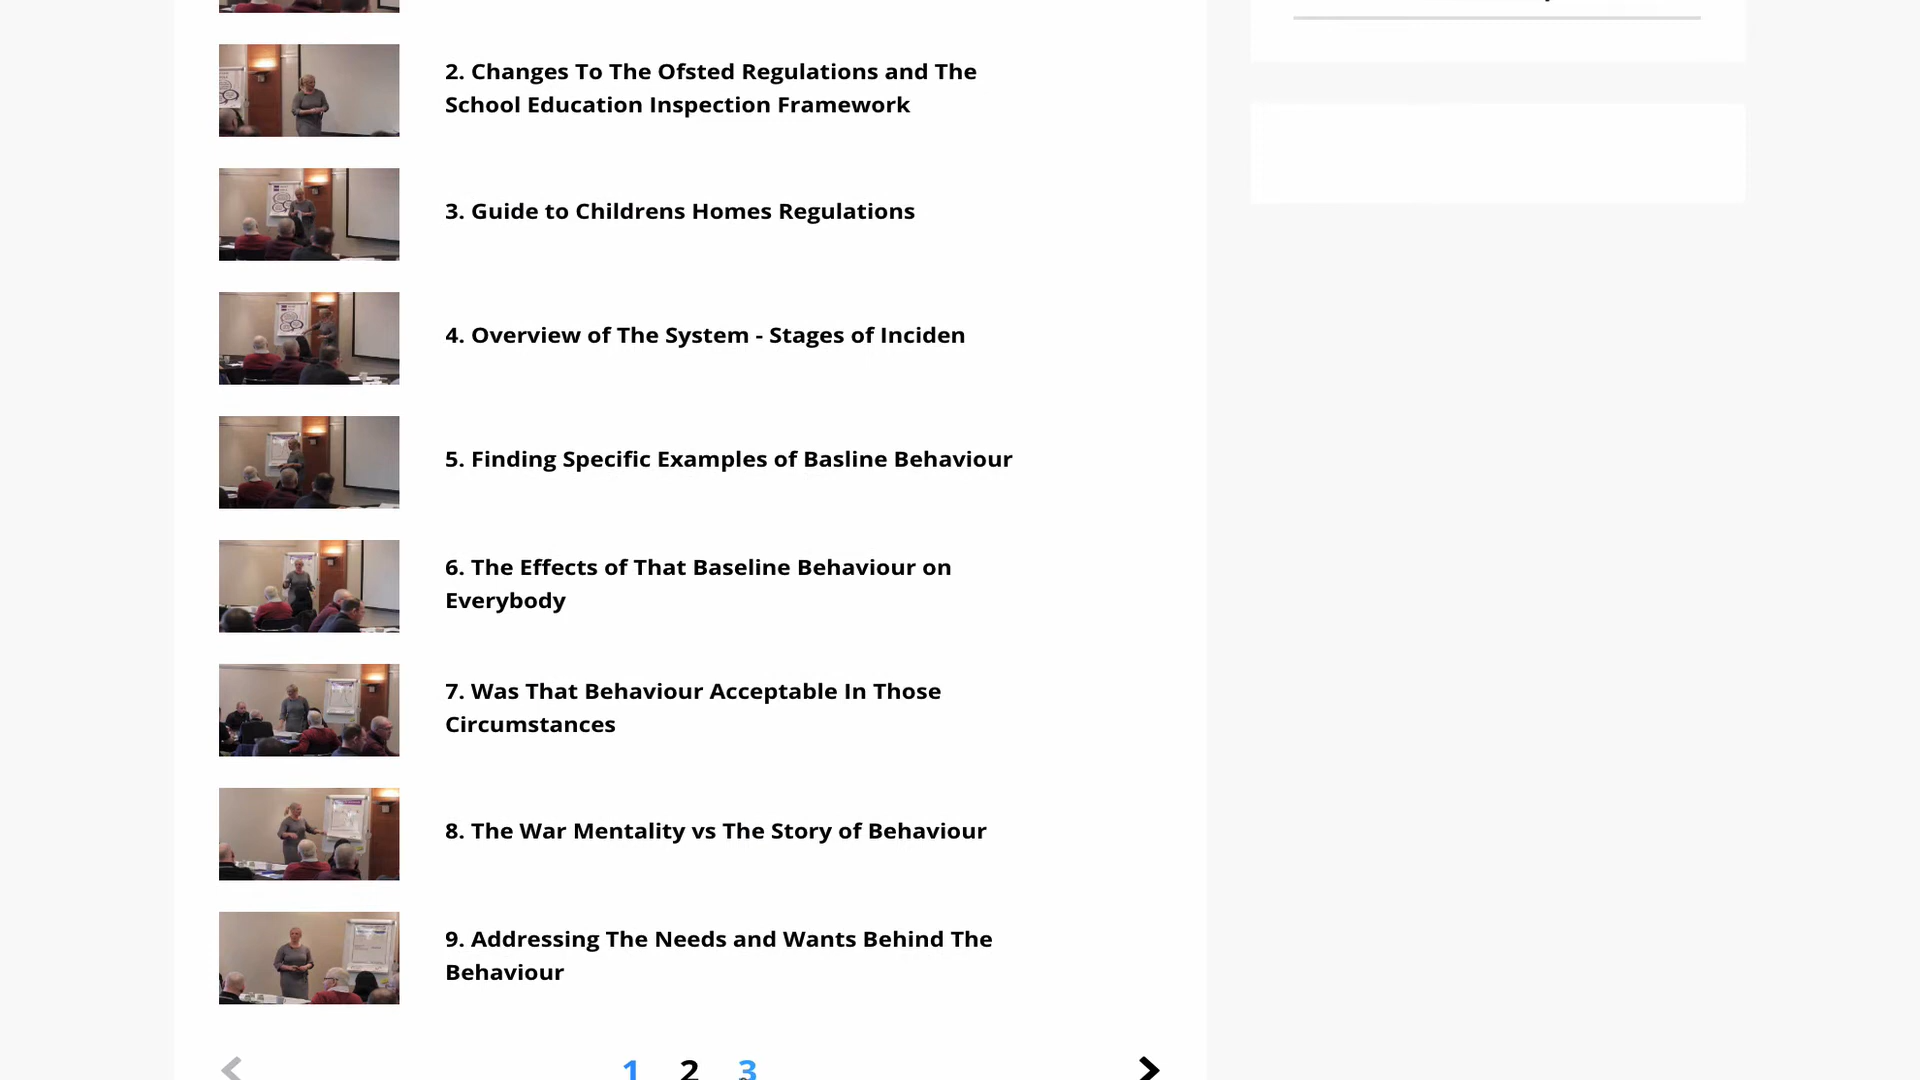 2. Changes To The Ofsted Regulations and The
School Education Inspection Framework
3. Guide to Childrens Homes Regulations
4. Overview of The System - Stages of Inciden
5. Finding Specific Examples of Basline Behaviour
6. The Effects of That Baseline Behaviour on
Everybody
7. Was That Behaviour Acceptable In Those
Circumstances
8. The War Mentality vs The Story of Behaviour
9. Addressing The Needs and Wants Behind The
Behaviour
1 2 3